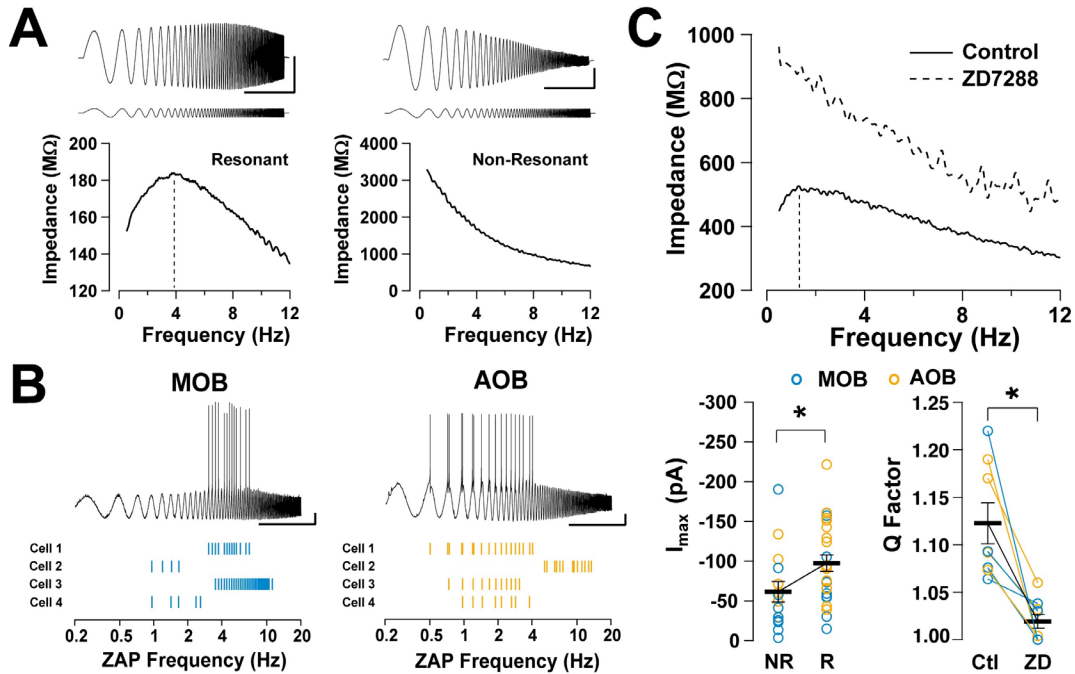 A
200
180
160
140
120
Impedance (MΩ)
Resonant
0
4
8
12
Frequency (Hz)
4000
3000
2000
1000
0
Impedance (MΩ)
Non-Resonant
0
4
8
12
Frequency (Hz)
C
1000
800
600
400
200
Impedance (MΩ)
Control
ZD7288
0
4
8
12
Frequency (Hz)
B
MOB
Cell 1
Cell 2
Cell 3
Cell 4
0.2 0.5 1 2 4 10 20
ZAP Frequency (Hz)
AOB
Cell 1
Cell 2
Cell 3
Cell 4
0.2 0.5 1 2 4 10 20
ZAP Frequency (Hz)
MOB AOB
-300
-250
-200
-150
-100
-50
0
Imax (pA)
*
NR R
1.25
1.20
1.15
1.10
1.05
1.00
Q Factor
*
Ctl ZD